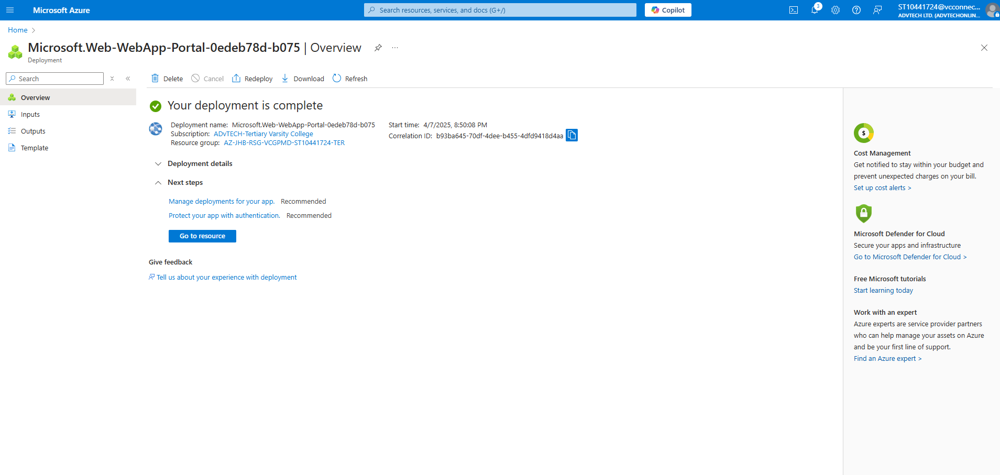 Microsoft Azure
Search resources, services, and docs (G+/)
Copilot
3
ST10441724@vcconnec...
ADVTECH LTD. (ADVTECHONLIN...
Home
Microsoft.Web-WebApp-Portal-0edeb78d-b075 | Overview
Deployment
Search
Delete
Cancel
Redeploy
Download
Refresh
Overview
Inputs
Outputs
Template
Your deployment is complete
Deployment name: Microsoft.Web-WebApp-Portal-0edeb78d-b075
Subscription: ADvTECH-Tertiary Varsity College
Resource group: AZ-JHB-RSG-VCGPMD-ST10441724-TER
Start time: 4/7/2025, 8:50:08 PM
Correlation ID: b93ba645-70df-4dee-b455-4dfd9418d4aa
Deployment details
Next steps
Manage deployments for your app. Recommended
Protect your app with authentication. Recommended
Go to resource
Give feedback
Tell us about your experience with deployment
$
Cost Management
Get notified to stay within your budget and
prevent unexpected charges on your bill.
Set up cost alerts >
Microsoft Defender for Cloud
Secure your apps and infrastructure
Go to Microsoft Defender for Cloud >
Free Microsoft tutorials
Start learning today
Work with an expert
Azure experts are service provider partners
who can help manage your assets on Azure
and be your first line of support.
Find an Azure expert >